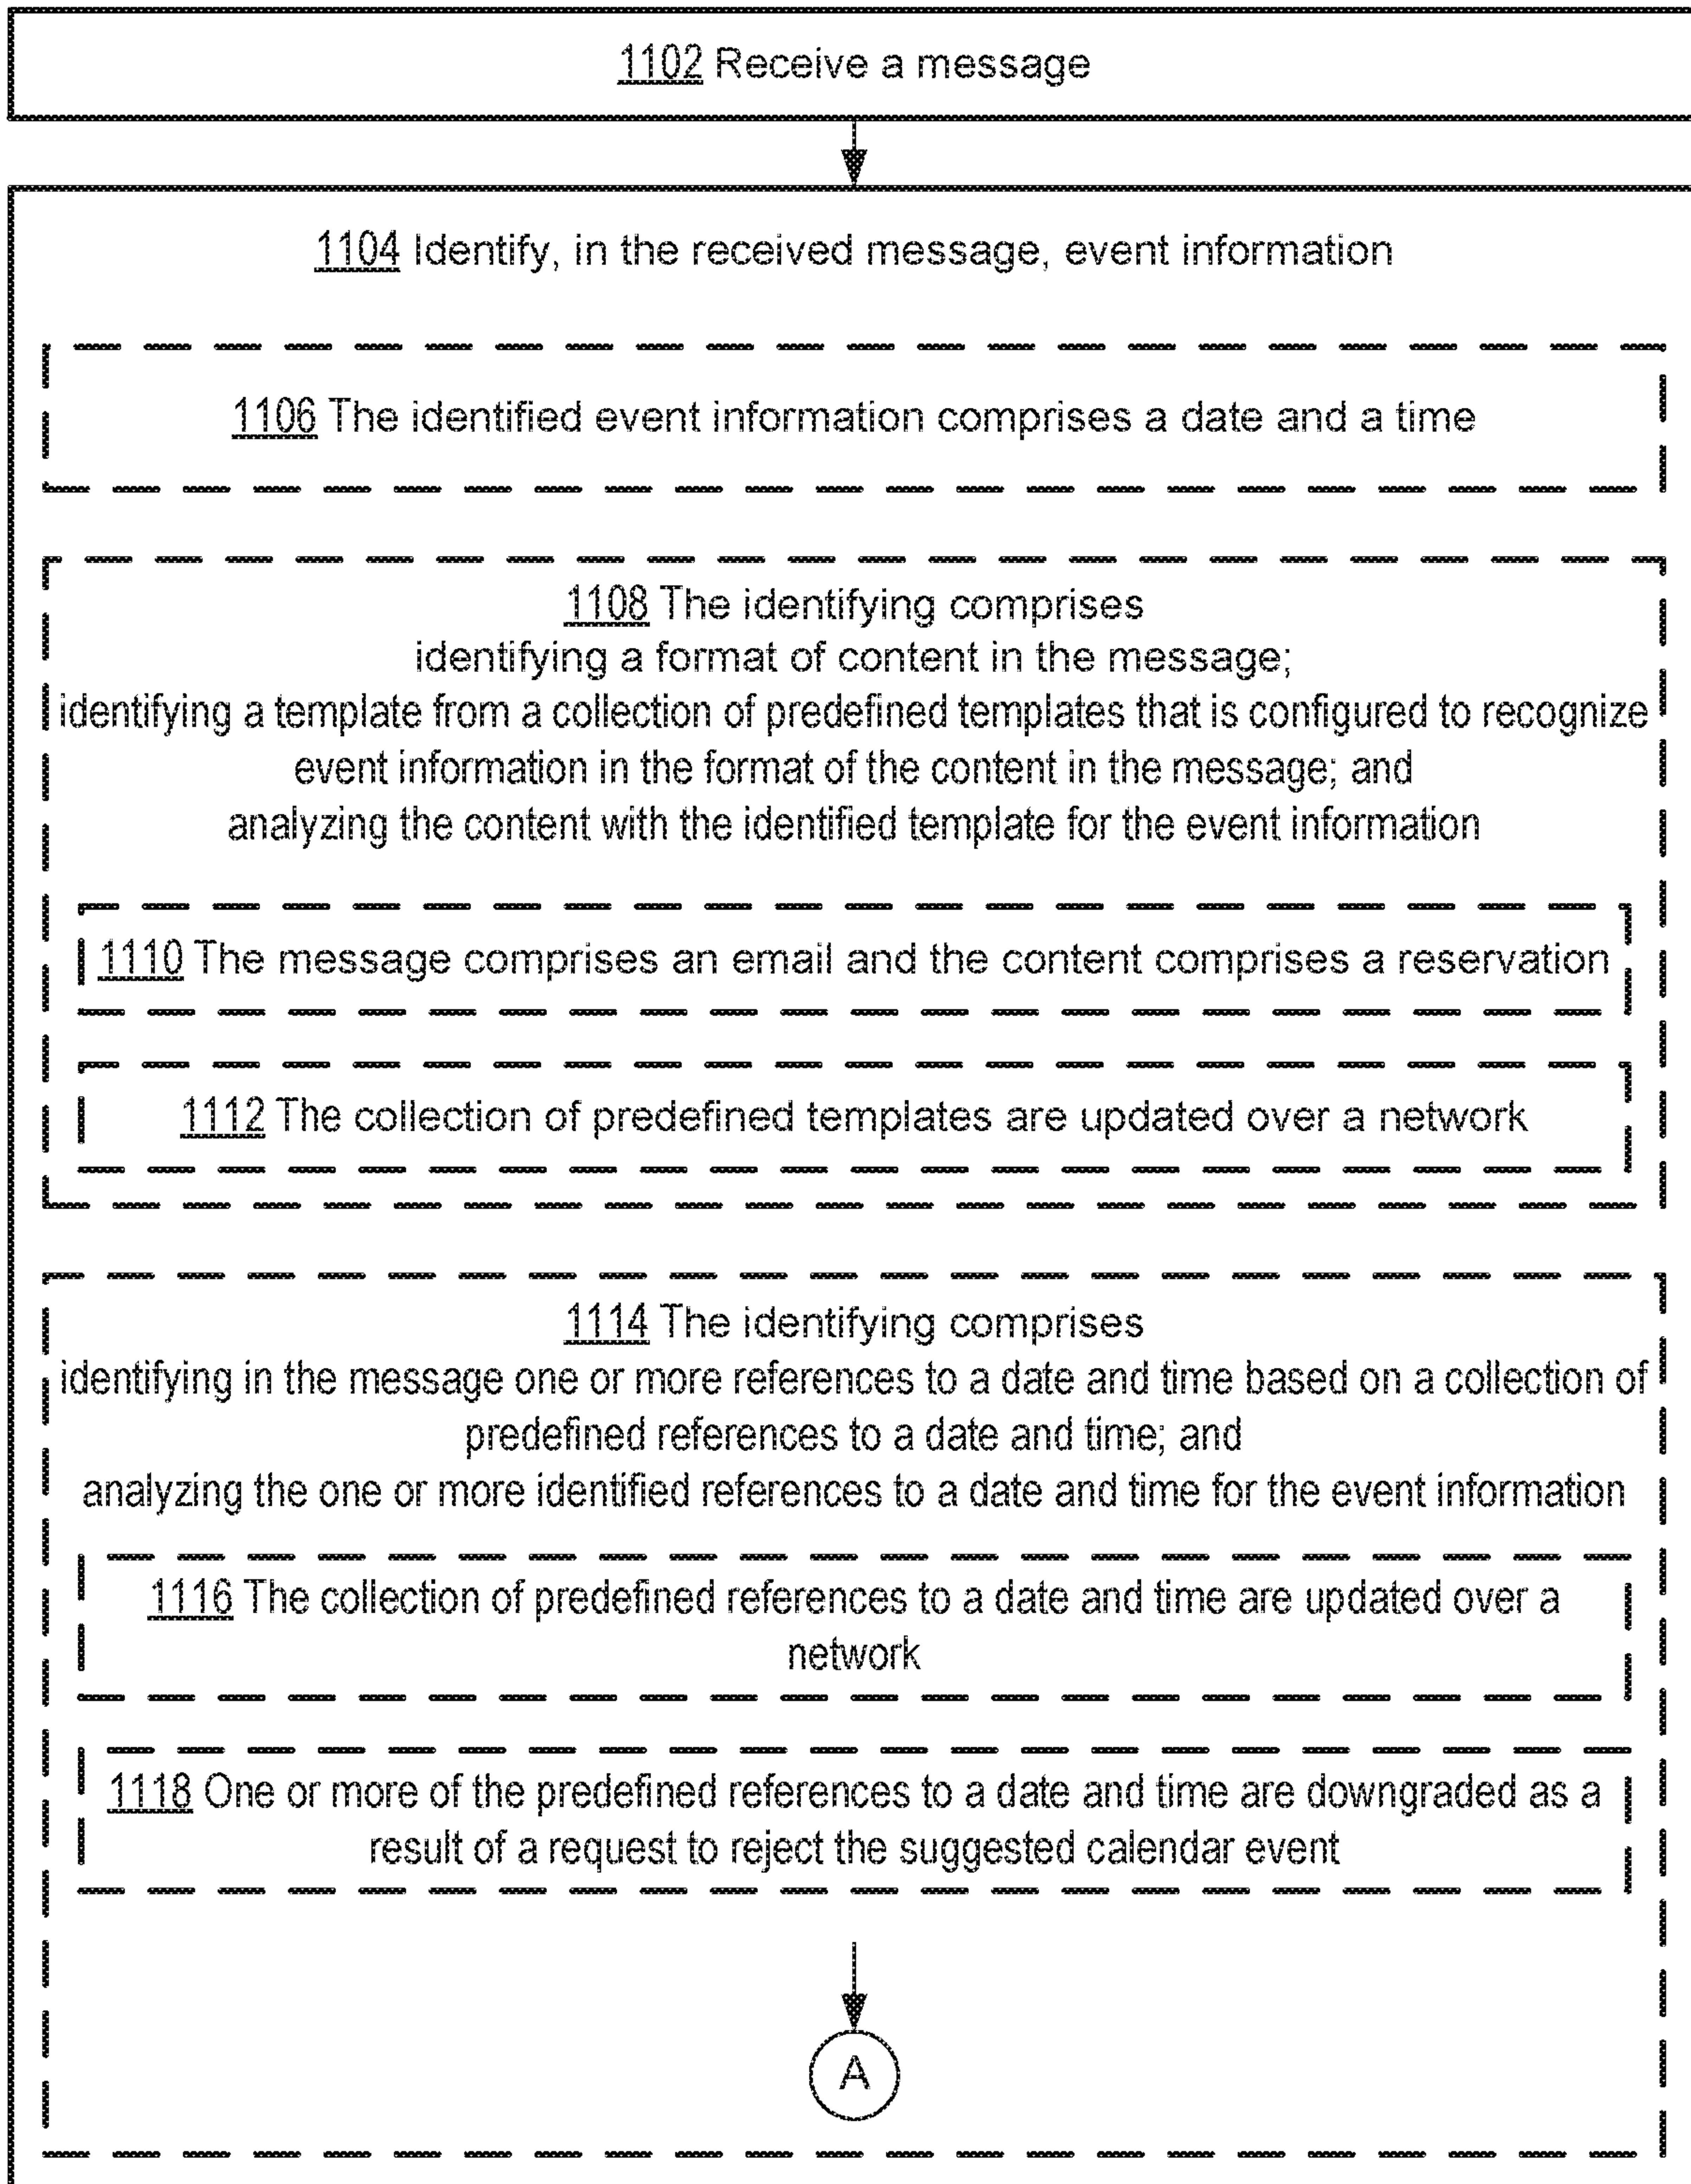 1102 Receive a message
1104 Identify, in the received message, event information
1106 The identified event information comprises a date and a time
1108 The identifying comprises
identifying a format of content in the message;
identifying a template from a collection of predefined templates that is configured to recognize
event information in the format of the content in the message; and
analyzing the content with the identified template for the event information
1110 The message comprises an email and the content comprises a reservation
1112 The collection of predefined templates are updated over a network
1114 The identifying comprises
identifying in the message one or more references to a date and time based on a collection of
predefined references to a date and time; and
analyzing the one or more identified references to a date and time for the event information
1116 The collection of predefined references to a date and time are updated over a
network
1118 One or more of the predefined references to a date and time are downgraded as a
result of a request to reject the suggested calendar event
A